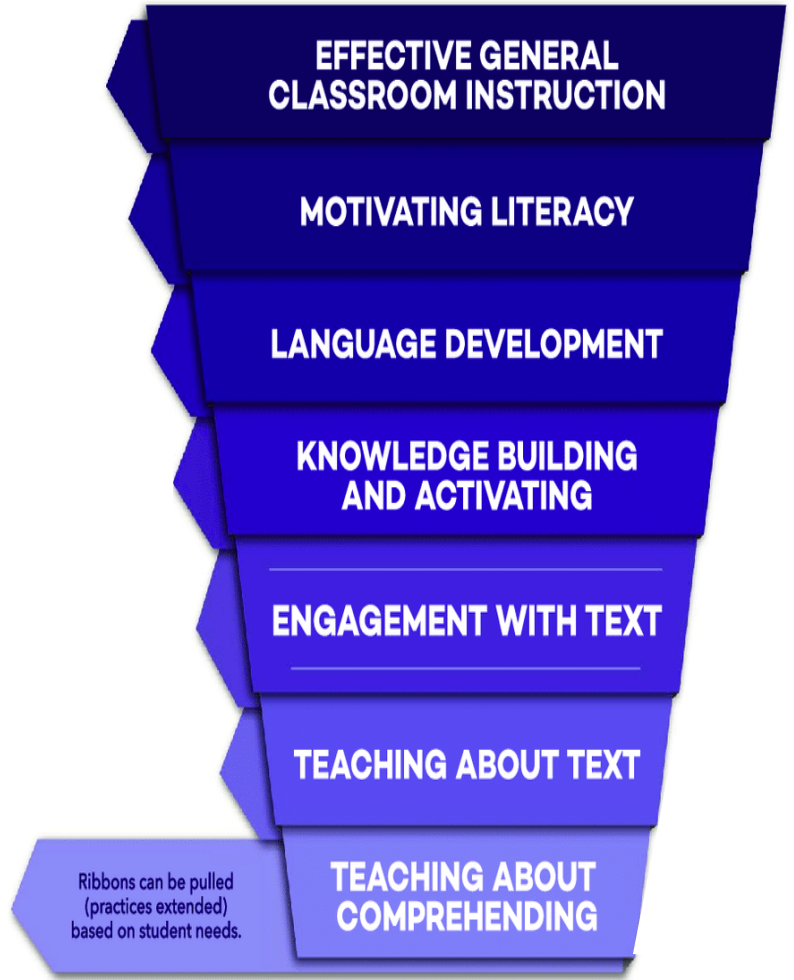 EFFECTIVE GENERAL
CLASSROOM INSTRUCTION
MOTIVATING LITERACY
LANGUAGE DEVELOPMENT
KNOWLEDGE BUILDING
AND ACTIVATING
ENGAGEMENT WITH TEXT
TEACHING ABOUT TEXT
TEACHING ABOUT
COMPREHENDING
Ribbons can be pulled
(practices extended)
based on student needs.